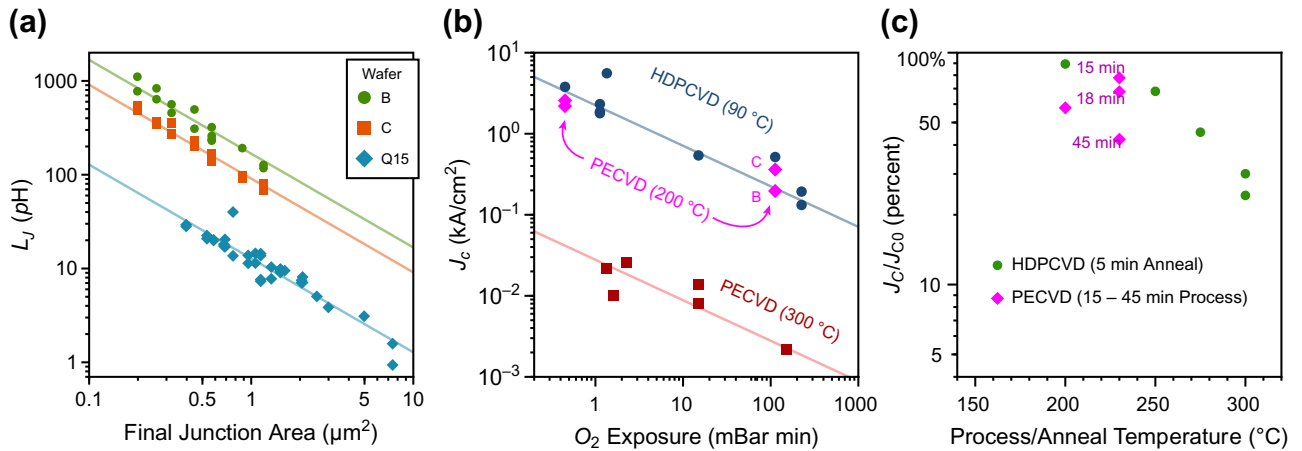 (a)
L_J (pH)
1000
100
10
1
0.1
0.5
1
5
10
Final Junction Area (µm²)
Wafer
B
C
Q15
(b)
J_c (kA/cm²)
10¹
10⁰
10⁻¹
10⁻²
10⁻³
1
10
100
1000
O₂ Exposure (mBar min)
HDPCVD (90 °C)
PECVD (200 °C)
C
B
PECVD (300 °C)
(c)
J_C/J_C0 (percent)
100%
50
10
5
150
200
250
300
Process/Anneal Temperature (°C)
15 min
18 min
45 min
HDPCVD (5 min Anneal)
PECVD (15 – 45 min Process)